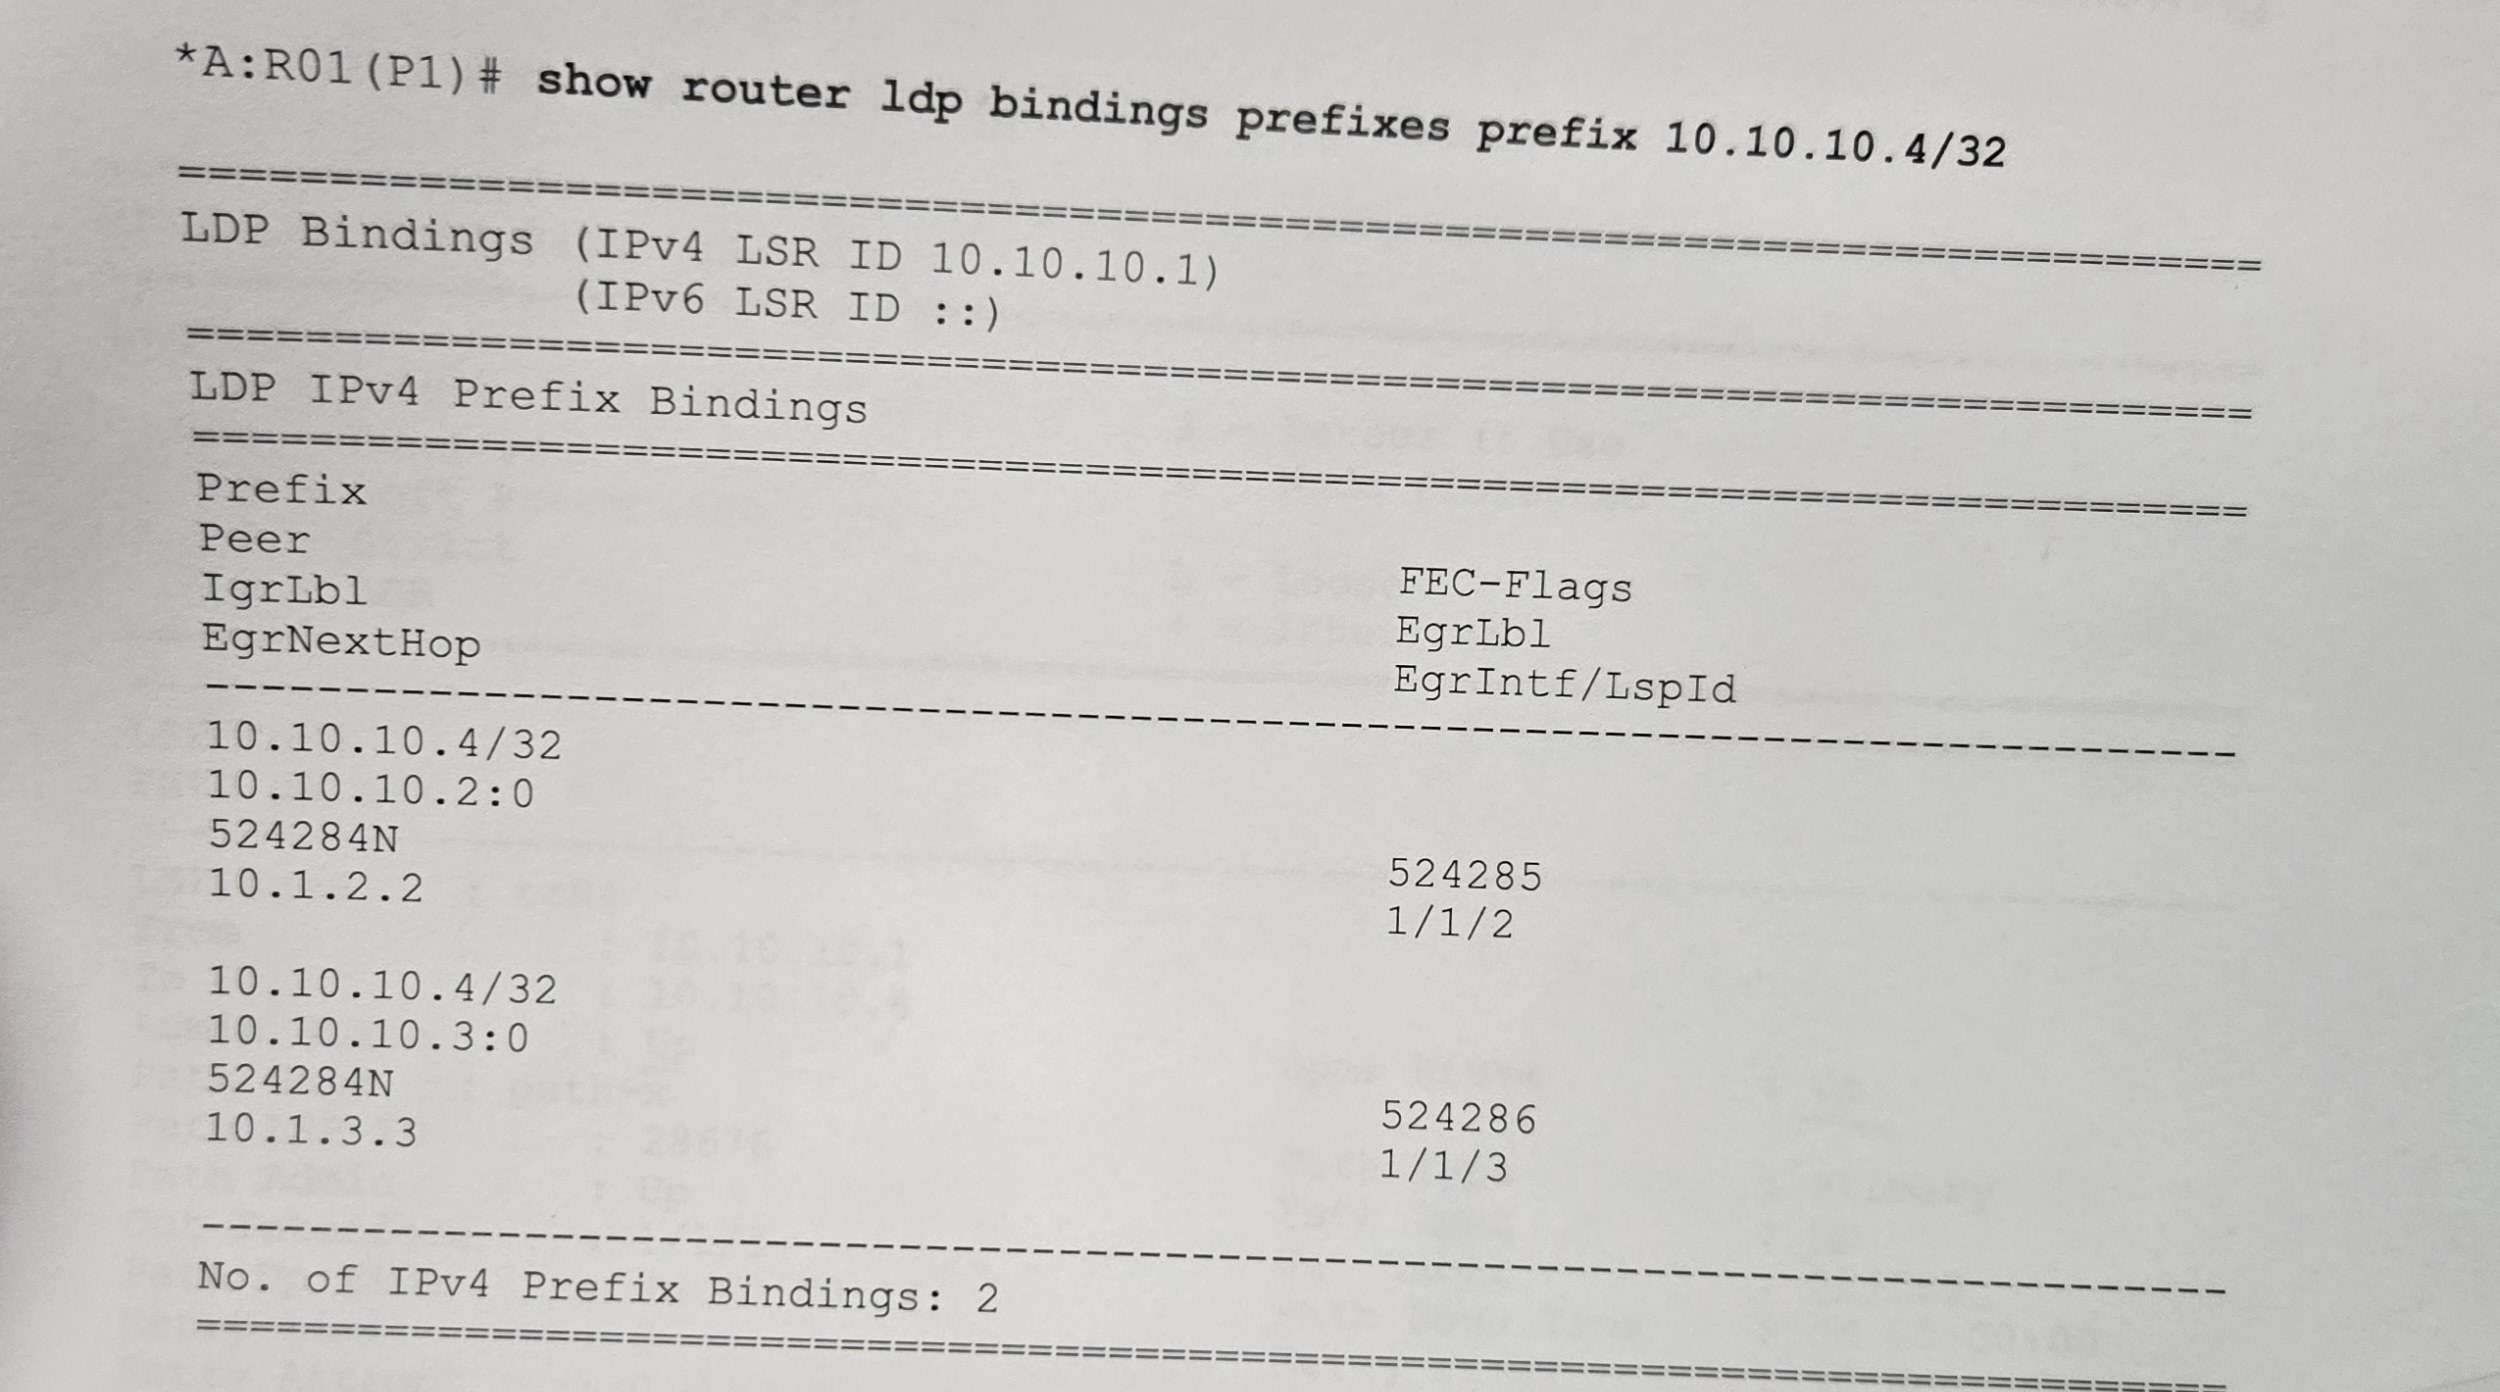 *A:R01(P1)# show router ldp bindings prefixes prefix 10.10.10.4/32
===============================================================================
LDP Bindings (IPv4 LSR ID 10.10.10.1)
(IPv6 LSR ID ::)
===============================================================================
LDP IPv4 Prefix Bindings
===============================================================================
Prefix
Peer FEC-Flags
IgrLbl EgrLbl
EgrNextHop EgrIntf/LspId
-------------------------------------------------------------------------------
10.10.10.4/32
10.10.10.2:0
524284N 524285
10.1.2.2 1/1/2
10.10.10.4/32
10.10.10.3:0
524284N 524286
10.1.3.3 1/1/3
-------------------------------------------------------------------------------
No. of IPv4 Prefix Bindings: 2
===============================================================================